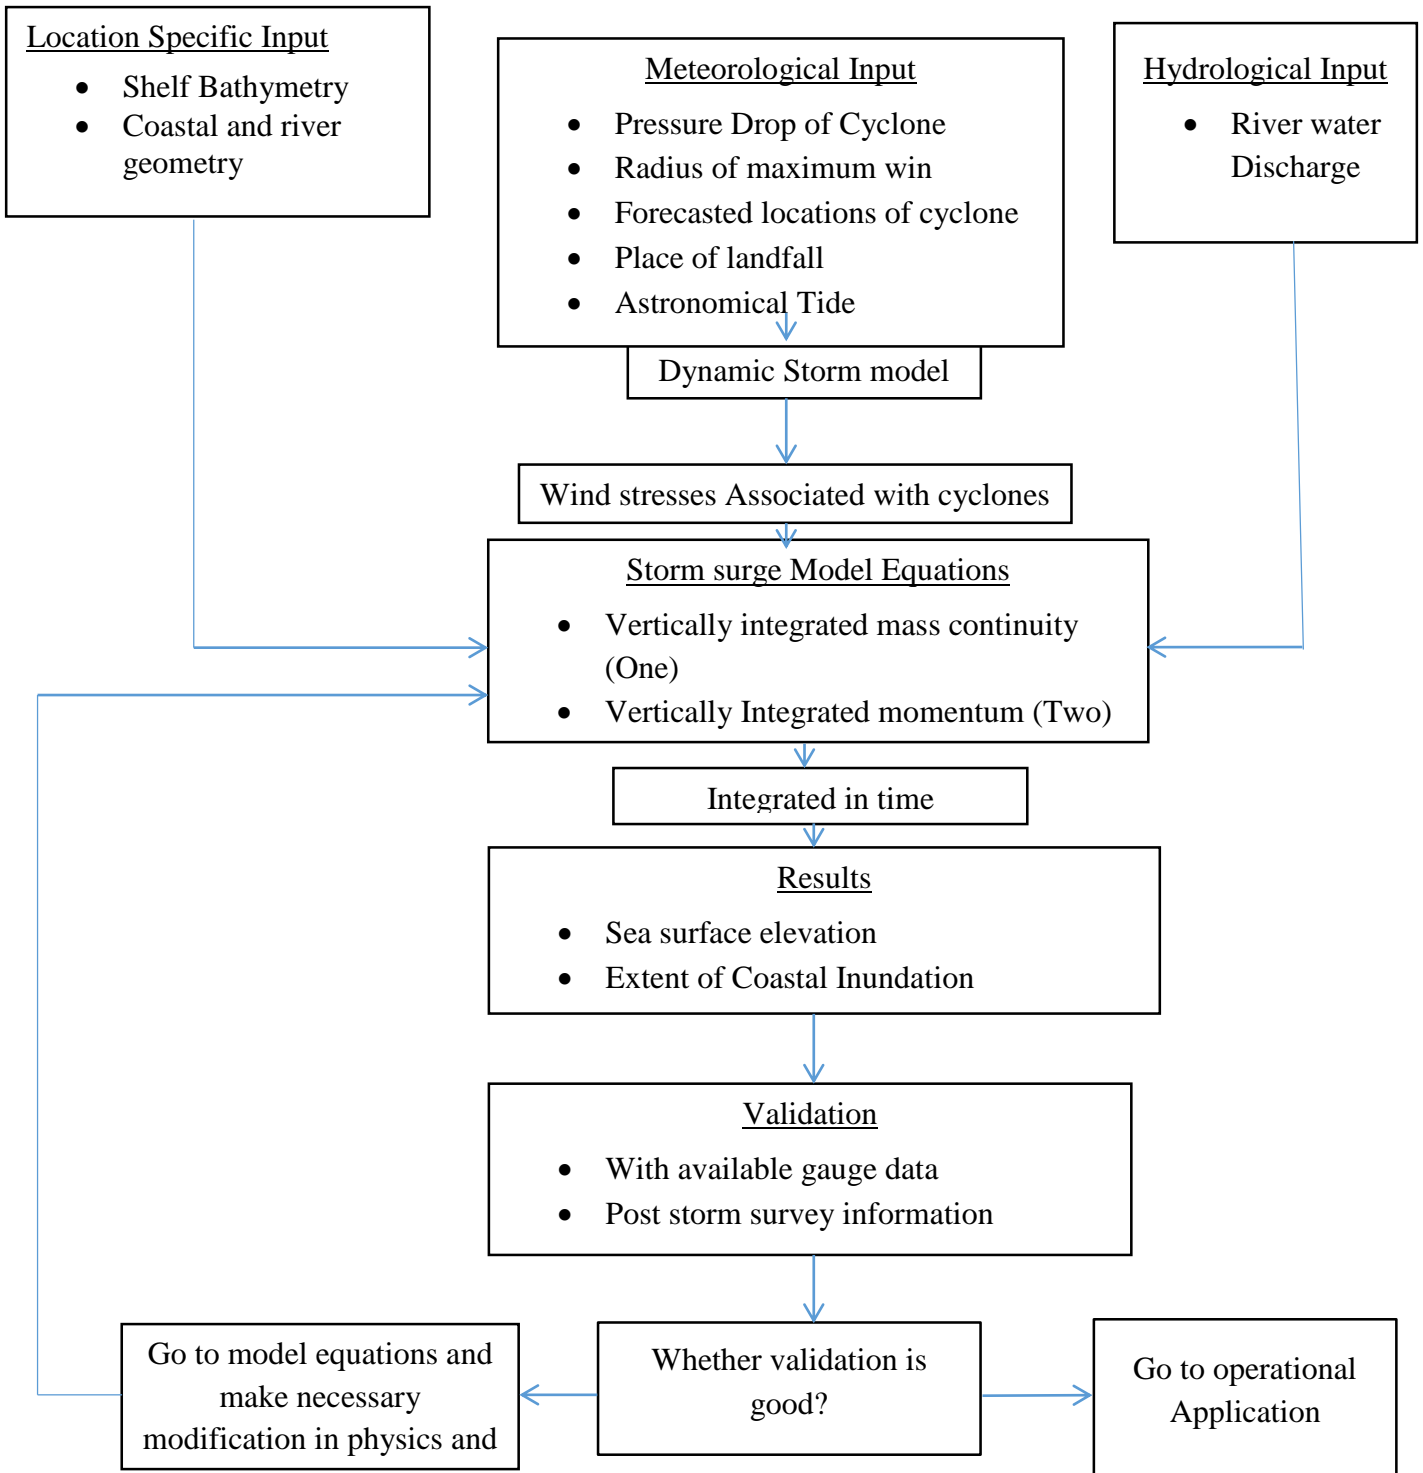 Location Specific Input
• Shelf Bathymetry
• Coastal and river
geometry
Meteorological Input
• Pressure Drop of Cyclone
• Radius of maximum win
• Forecasted locations of cyclone
• Place of landfall
• Astronomical Tide
Hydrological Input
• River water
Discharge
Dynamic Storm model
Wind stresses Associated with cyclones
Storm surge Model Equations
• Vertically integrated mass continuity
(One)
• Vertically Integrated momentum (Two)
Integrated in time
Results
• Sea surface elevation
• Extent of Coastal Inundation
Validation
• With available gauge data
• Post storm survey information
Go to model equations and
make necessary
modification in physics and
Whether validation is
good?
Go to operational
Application